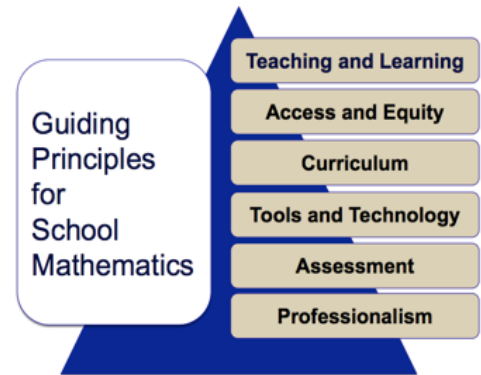 Guiding
Principles
for
School
Mathematics
Teaching and Learning
Access and Equity
Curriculum
Tools and Technology
Assessment
Professionalism